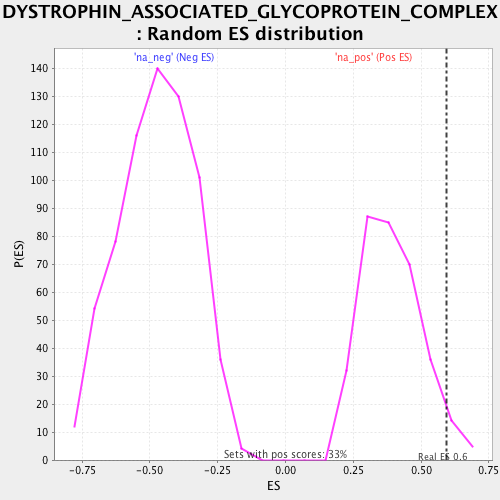 DYSTROPHIN_ASSOCIATED_GLYCOPROTEIN_COMPLEX
: Random ES distribution
'na_neg' (Neg ES) 'na_pos' (Pos ES)
140
130
120
110
100
90
80
70
60
50
40
30
20
10
0
P(ES)
Sets with pos scores: 33%
Real ES 0.6
-0.75 -0.50 -0.25 0.00 0.25 0.50 0.75
ES